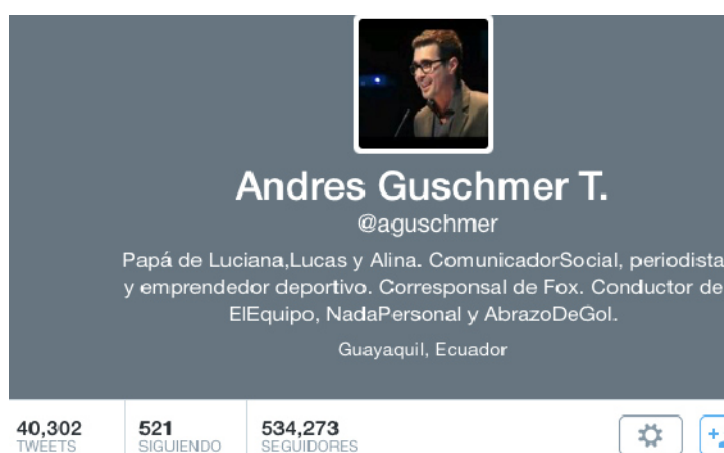 Andres Guschmer T.
@aguschmer
Papá de Luciana,Lucas y Alina. ComunicadorSocial, periodista
y emprendedor deportivo. Corresponsal de Fox. Conductor de
ElEquipo, NadaPersonal y AbrazoDeGol.
Guayaquil, Ecuador
40,302 521 534,273
TWEETS SIGUIENDO SEGUIDORES